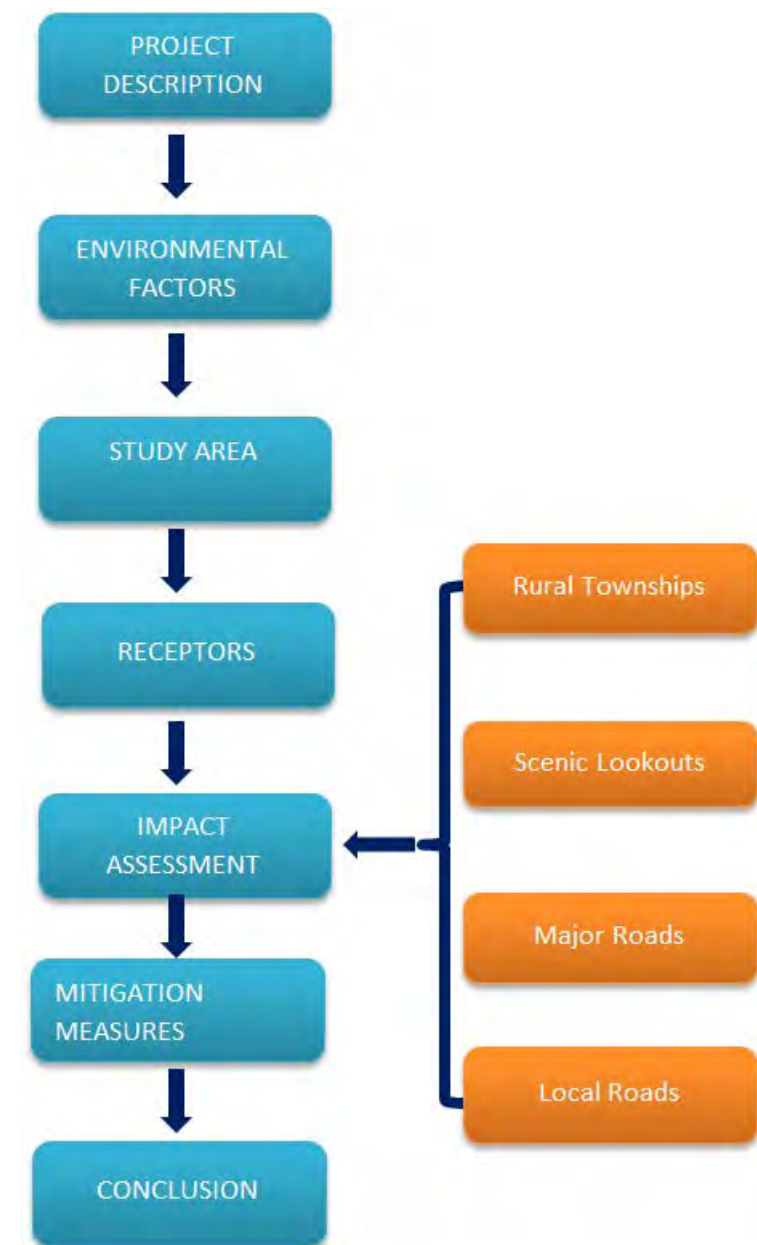 PROJECT
DESCRIPTION
ENVIRONMENTAL
FACTORS
STUDY AREA
RECEPTORS
IMPACT
ASSESSMENT
MITIGATION
MEASURES
CONCLUSION
Rural Townships
Scenic Lookouts
Major Roads
Local Roads